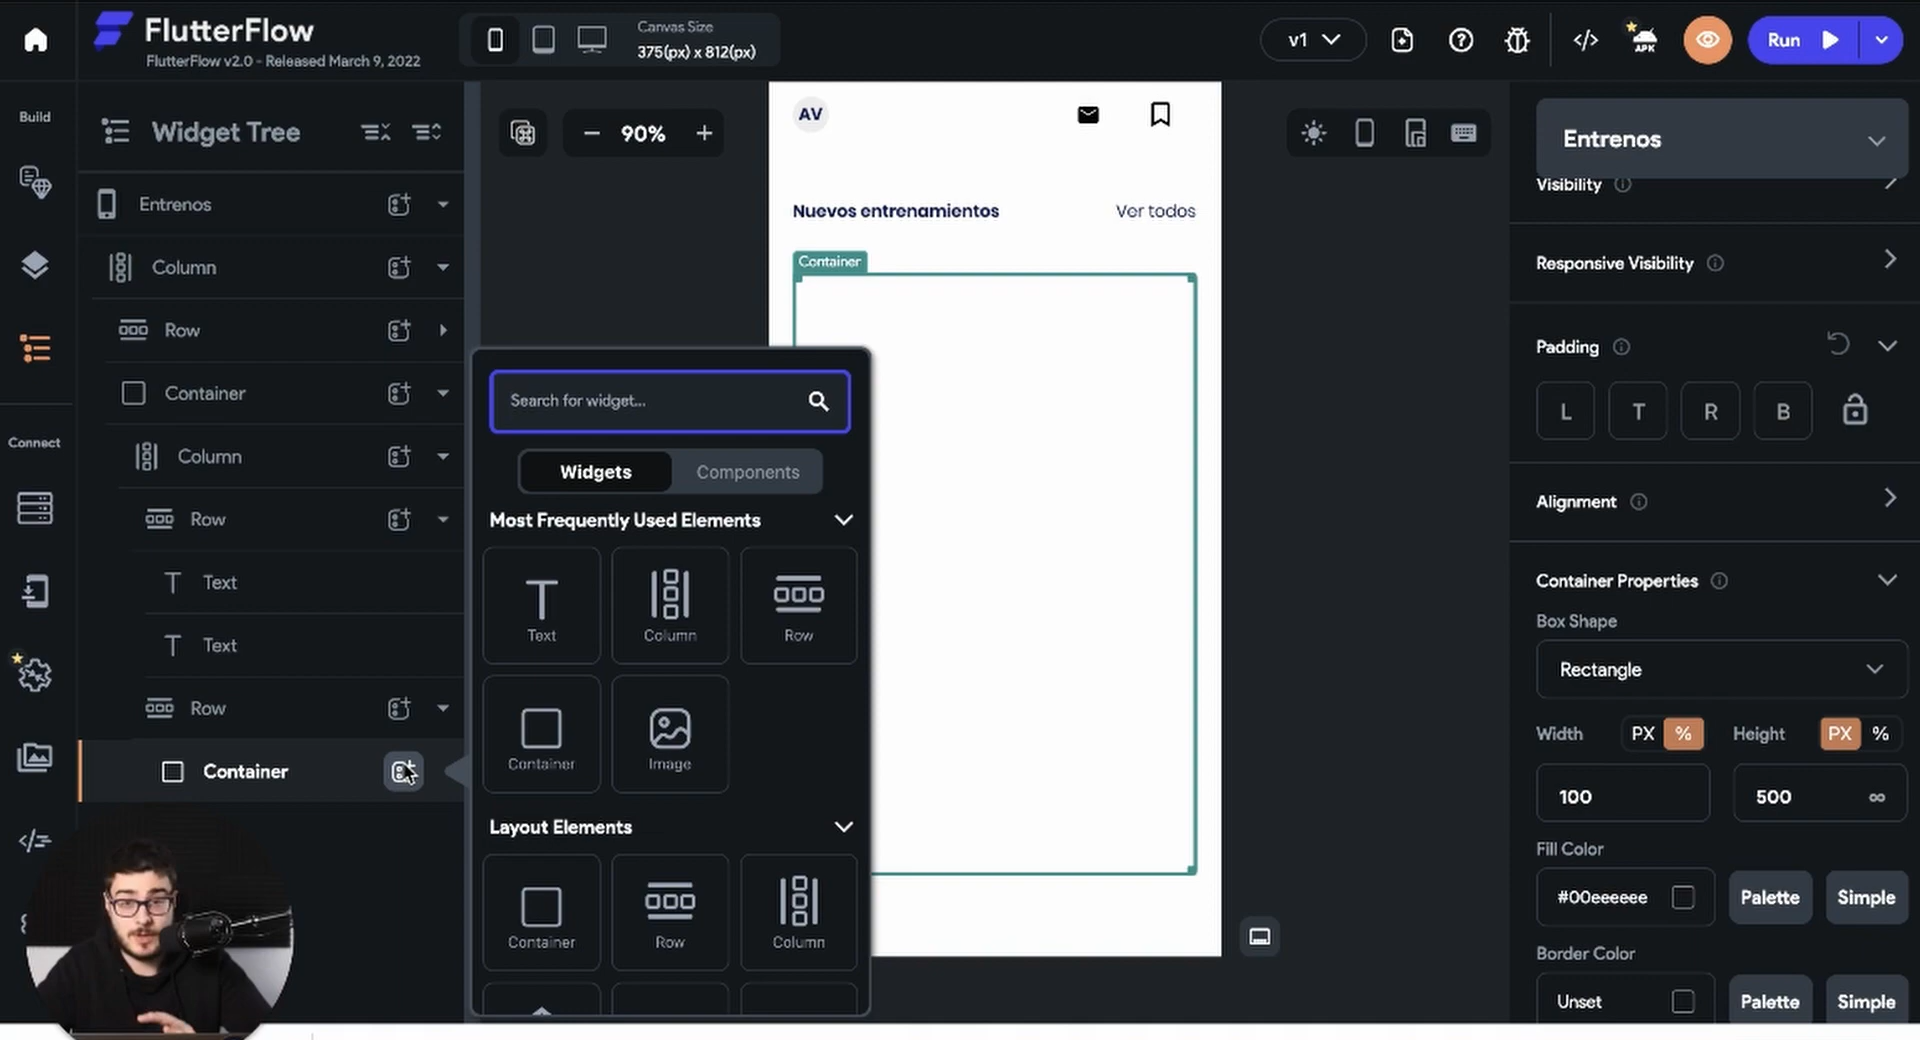 FlutterFlow
FlutterFlow v2.0 - Released March 9, 2022
Canvas Size
375(px) x 812(px)
v1
APK
Run
Build
Connect
Widget Tree
Entrenos
Column
Row
Container
Column
Row
Text
Text
Row
Container
90%
AV
Nuevos entrenamientos
Ver todos
Container
Search for widget...
Widgets
Components
Most Frequently Used Elements
Text
Column
Row
Container
Image
Layout Elements
Container
Row
Column
Entrenos
Visibility
Responsive Visibility
Padding
L
T
R
B
Alignment
Container Properties
Box Shape
Rectangle
Width PX % Height PX %
100
500 ∞
Fill Color
#00eeeeee
Palette
Simple
Border Color
Unset
Palette
Simple